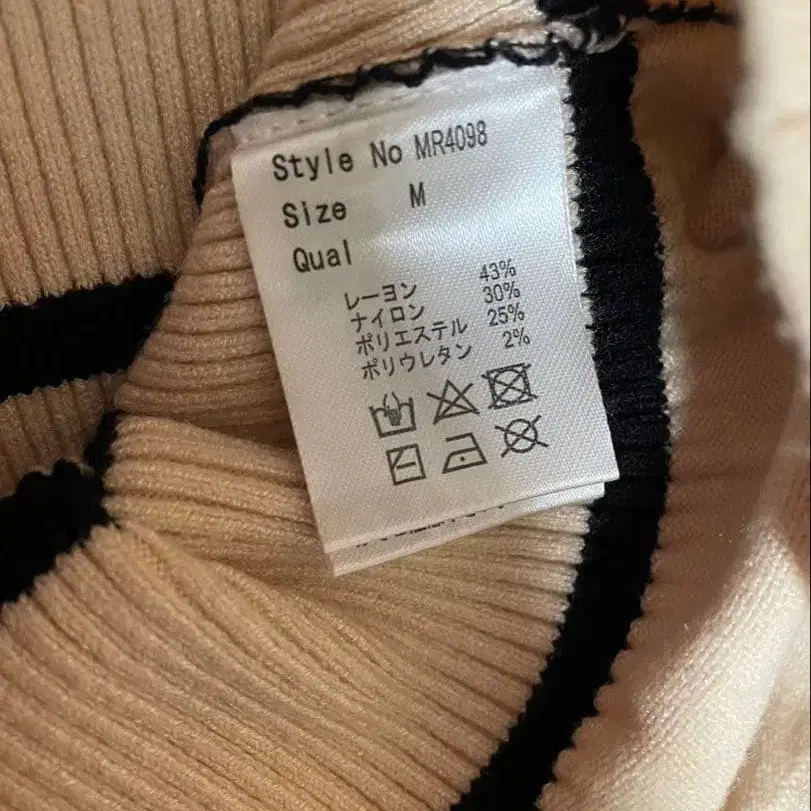 Style No MR4098
Size M
Qual
レーヨン 43%
ナイロン 30%
ポリエステル 25%
ポリウレタン 2%